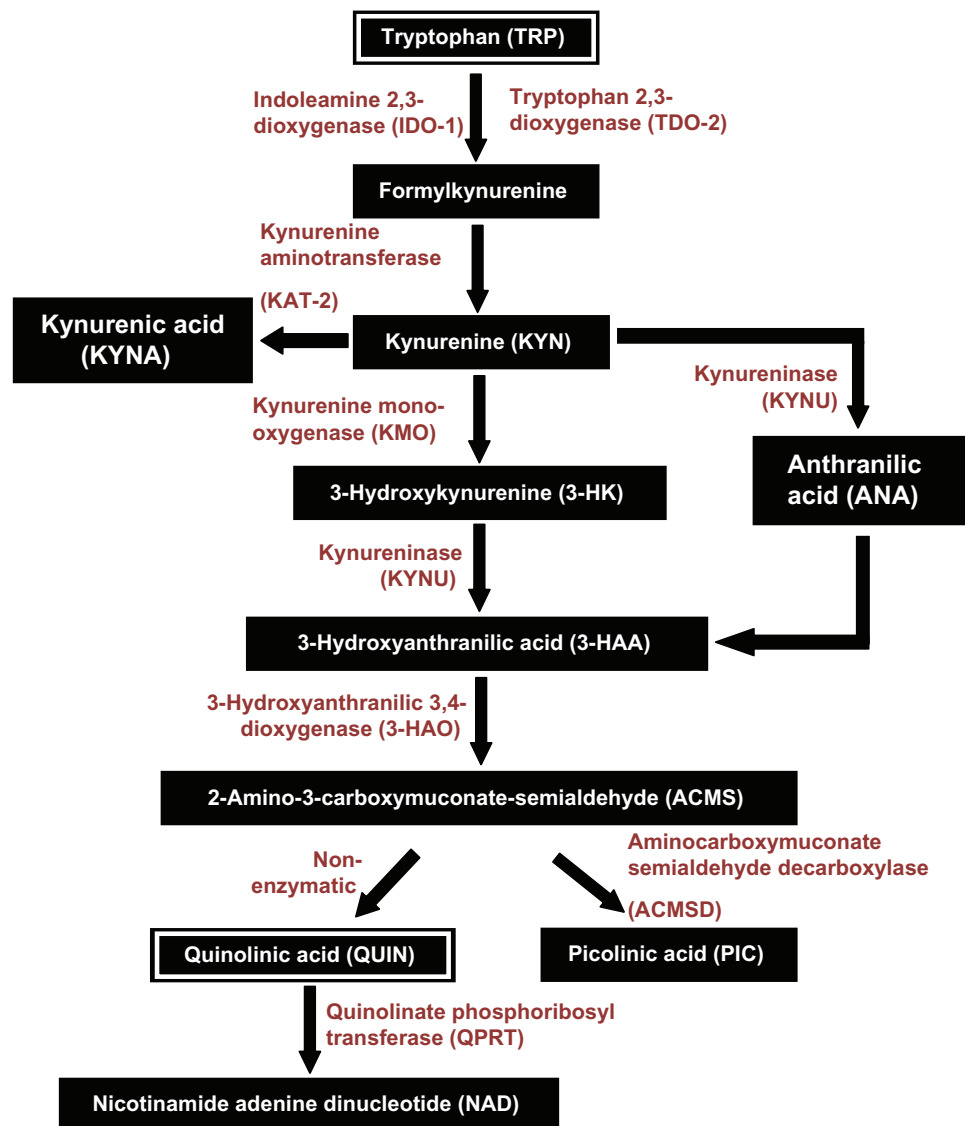 Tryptophan (TRP)
Indoleamine 2,3-
dioxygenase (IDO-1)
Tryptophan 2,3-
dioxygenase (TDO-2)
Formylkynurenine
Kynurenine
aminotransferase
(KAT-2)
Kynurenic acid
(KYNA)
Kynurenine (KYN)
Kynureninase
(KYNU)
Kynurenine mono-
oxygenase (KMO)
Anthranilic
acid (ANA)
3-Hydroxykynurenine (3-HK)
Kynureninase
(KYNU)
3-Hydroxyanthranilic acid (3-HAA)
3-Hydroxyanthranilic 3,4-
dioxygenase (3-HAO)
2-Amino-3-carboxymuconate-semialdehyde (ACMS)
Non-
enzymatic
Aminocarboxymuconate
semialdehyde decarboxylase
(ACMSD)
Quinolinic acid (QUIN)
Picolinic acid (PIC)
Quinolinate phosphoribosyl
transferase (QPRT)
Nicotinamide adenine dinucleotide (NAD)